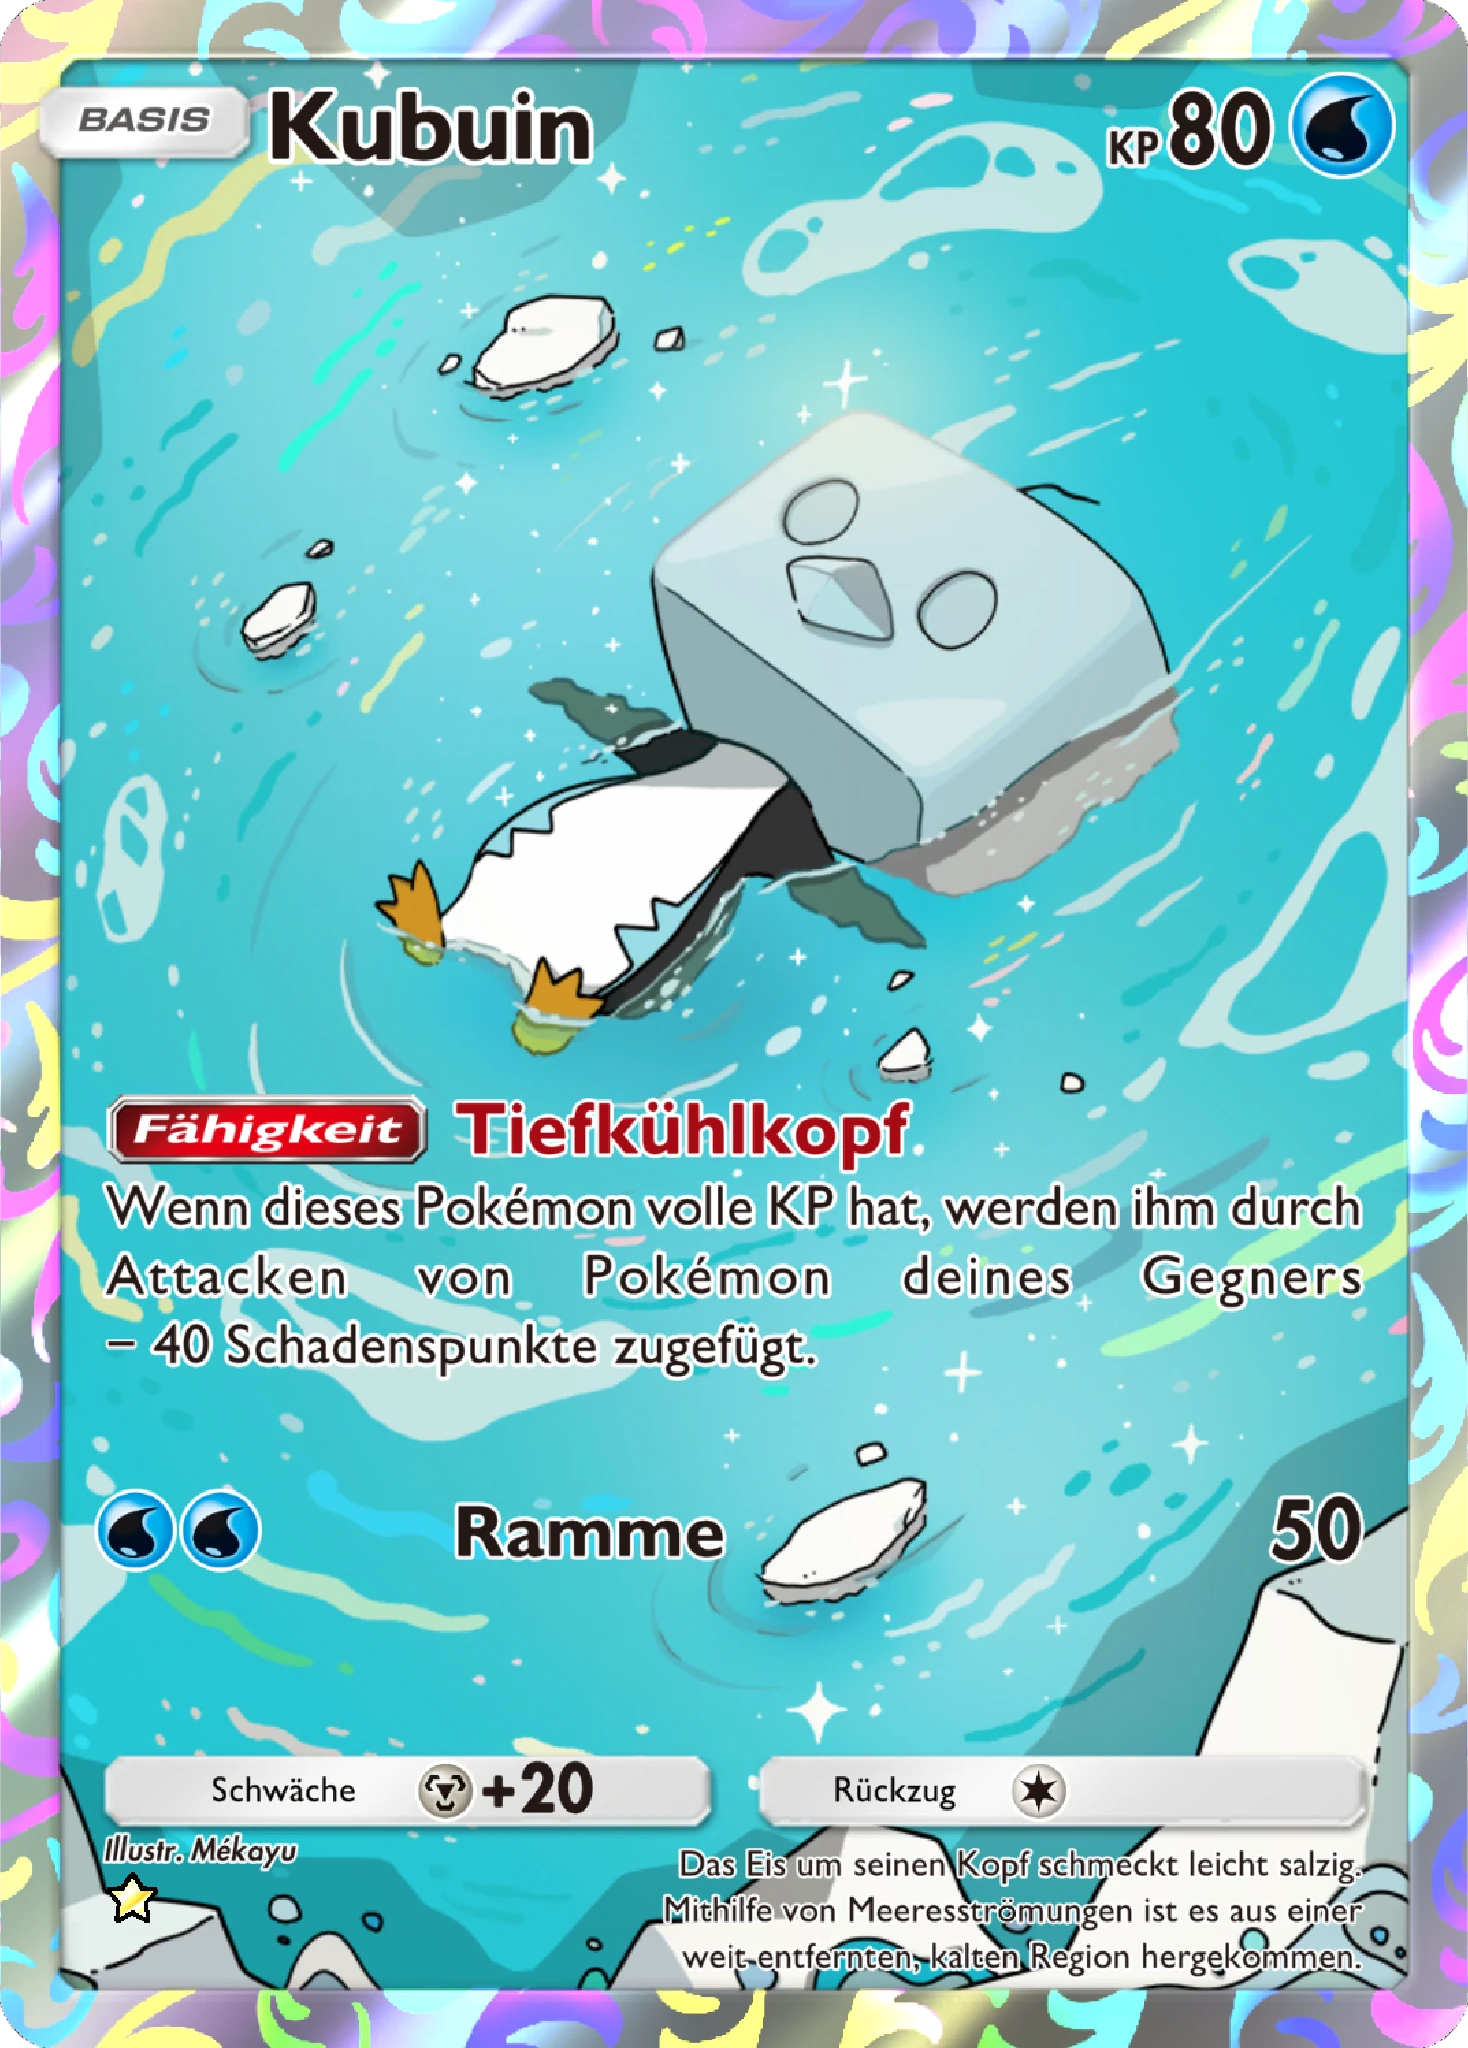 BASIS Kubuin KP 80
Fähigkeit Tiefkühlkopf
Wenn dieses Pokémon volle KP hat, werden ihm durch
Attacken von Pokémon deines Gegners
– 40 Schadenspunkte zugefügt.
Ramme 50
Schwäche +20 Rückzug
Illustr. Mékayu
Das Eis um seinen Kopf schmeckt leicht salzig.
Mithilfe von Meeresströmungen ist es aus einer
weit entfernten, kalten Region hergekommen.